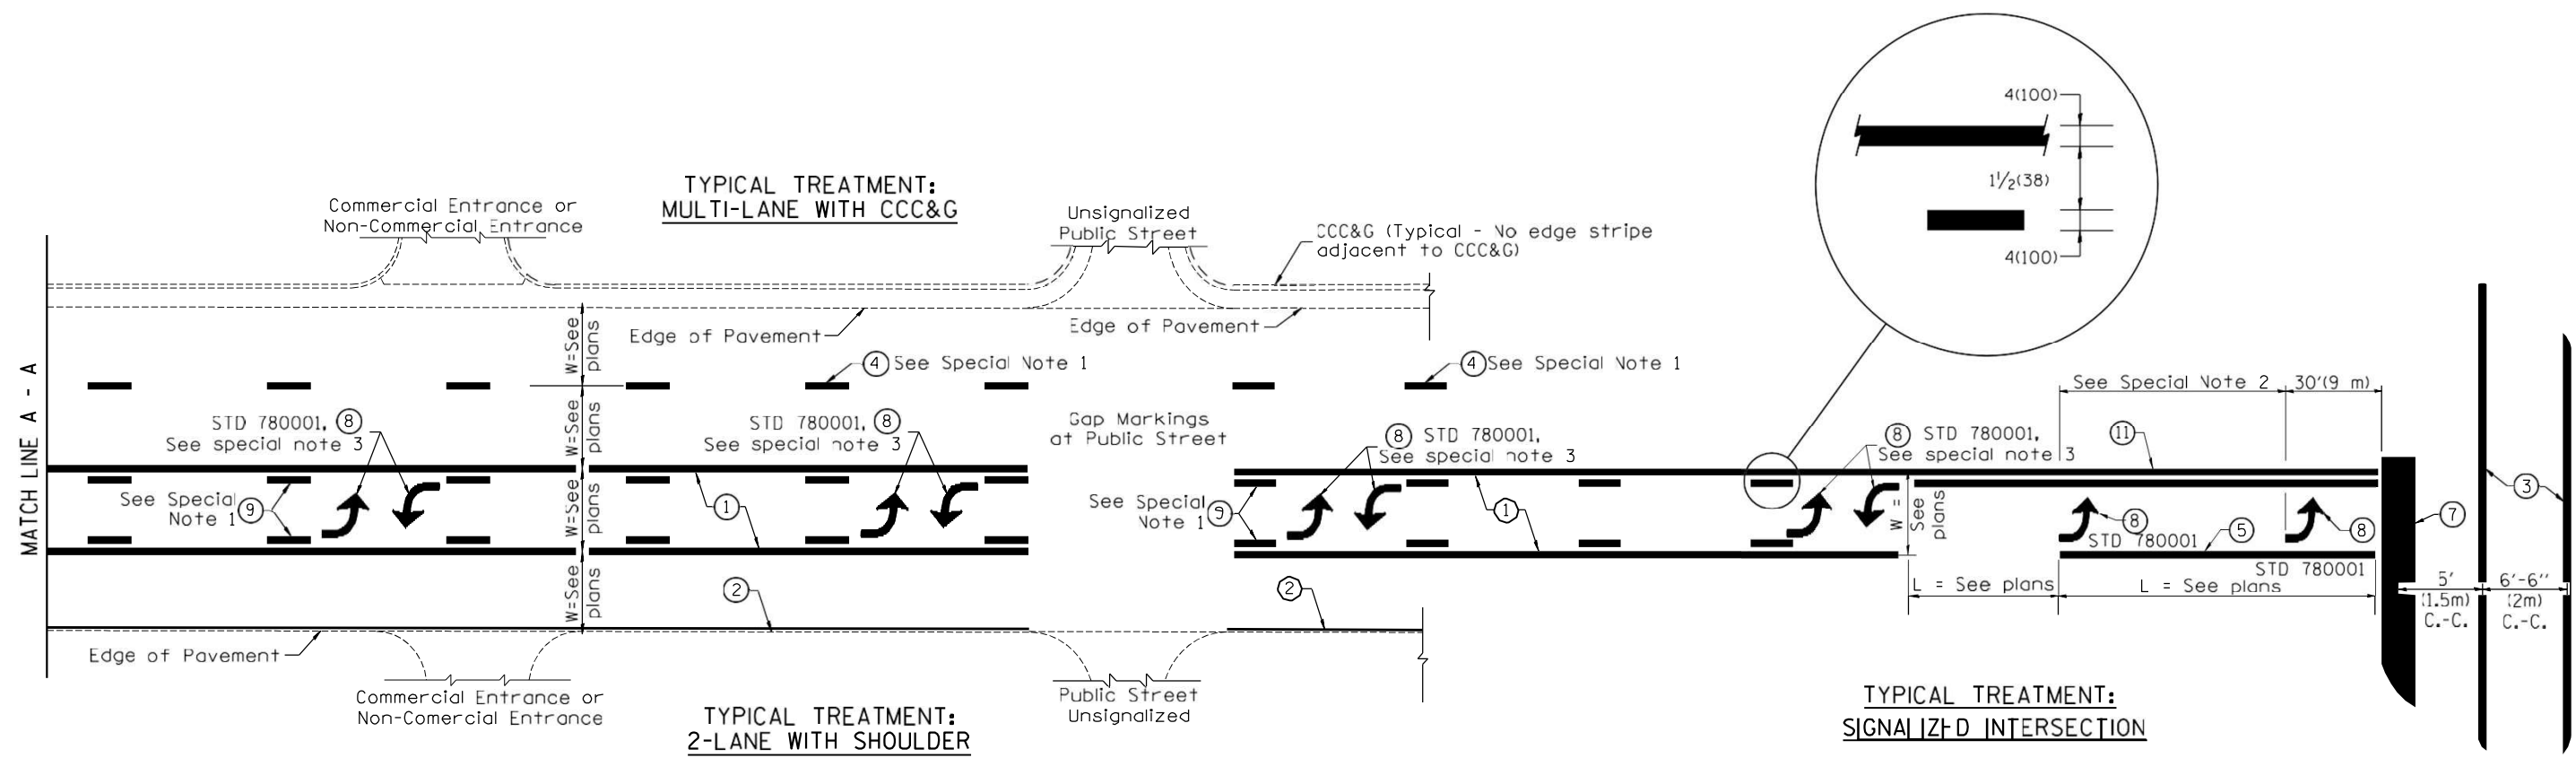 TYPICAL TREATMENT:
MULTI-LANE WITH CCC&G
Commercial Entrance or
Non-Commercial Entrance
Unsignalized
Public Street
CCC&G (Typical - No edge stripe
adjacent to CCC&G)
4(100)
1½(38)
4(100)
MATCH LINE A - A
W=See
plans
Edge of Pavement
Edge of Pavement
4 See Special Note 1
4 See Special Note 1
W=See
plans
STD 780001, 8
See special note 3
STD 780001, 8
See special note 3
Gap Markings
at Public Street
8 STD 780001,
See special note 3
8 STD 780001,
See special note 3
See Special Note 2
30'(9 m)
11
See Special
Note 1 9
W=See
plans
1
See Special
Note 1 9
1
W =
See
plans
8
STD 780001
5
8
STD 780001
7
3
W=See
plans
2
2
L = See plans
L = See plans
5'
(1.5m)
C.-C.
6'-6''
(2m)
C.-C.
Edge of Pavement
Commercial Entrance or
Non-Comercial Entrance
Public Street
Unsignalized
TYPICAL TREATMENT:
2-LANE WITH SHOULDER
TYPICAL TREATMENT:
SIGNALIZED INTERSECTION